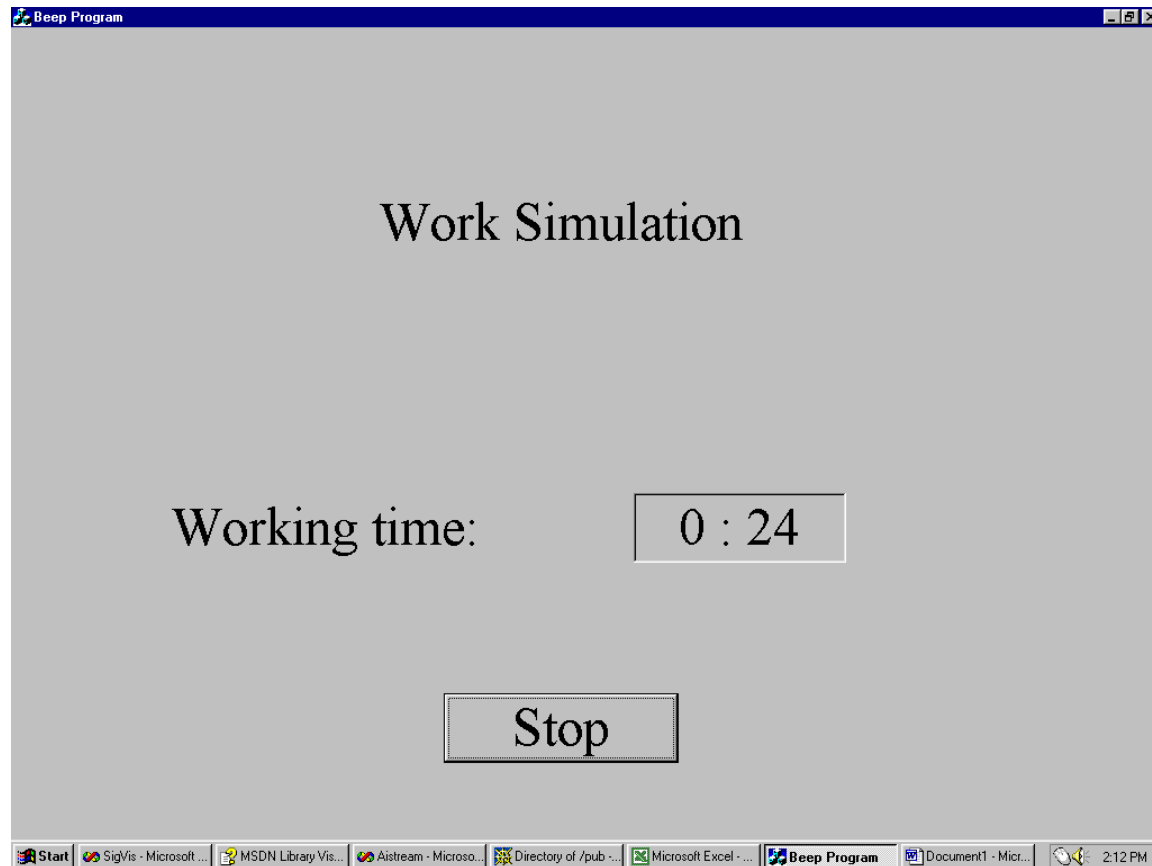 Beep Program
Work Simulation
Working time: 0 : 24
Stop
Start SigVis - Microsoft ... MSDN Library Vis... Aistream - Microso... Directory of /pub -... Microsoft Excel - ... Beep Program Document1 - Micr... 2:12 PM